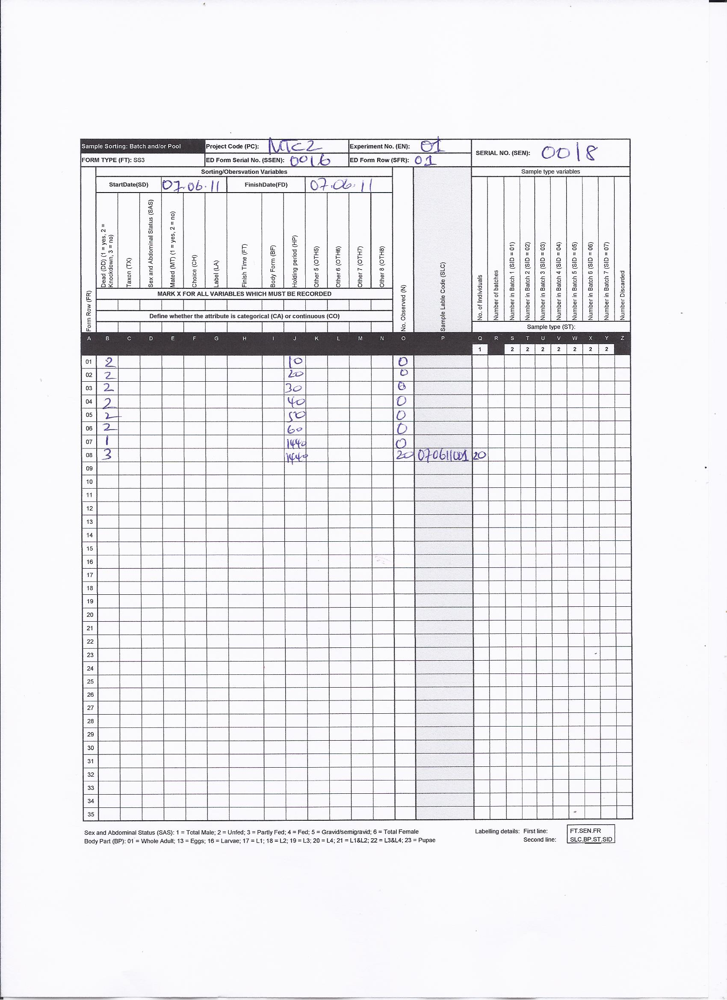 Sample Sorting: Batch and/or Pool
Project Code (PC): MTC2
Experiment No. (EN): 01
SERIAL NO. (SEN): 0018
FORM TYPE (FT): SS3
ED Form Serial No. (SSEN): 0016
ED Form Row (SFR): 01
Sorting/Obersvation Variables
Sample type variables
StartDate(SD) 07.06.11
FinishDate(FD) 07.06.11
Form Row (FR)
Dead (DD) (1 = yes, 2 =
Knockdown, 3 = no)
Taxon (TX)
Sex and Abdominal Status (SAS)
Mated (MT) (1 = yes, 2 = no)
Choice (CH)
Label (LA)
Finish Time (FT)
Body Form (BF)
Holding period (HP)
Other 5 (OTH5)
Other 6 (OTH6)
Other 7 (OTH7)
Other 8 (OTH8)
No. Observed (N)
Sample Lable Code (SLC)
No. of Individuals
Number of batches
Number in Batch 1 (SID = 01)
Number in Batch 2 (SID = 02)
Number in Batch 3 (SID = 03)
Number in Batch 4 (SID = 04)
Number in Batch 5 (SID = 05)
Number in Batch 6 (SID = 06)
Number in Batch 7 (SID = 07)
Number Discarded
MARK X FOR ALL VARIABLES WHICH MUST BE RECORDED
Define whether the attribute is categorical (CA) or continuous (CO)
Sample type (ST):
A B C D E F G H I J K L M N O P Q R S T U V W X Y Z
1 2 2 2 2 2 2 2
01 2 10 0
02 2 20 0
03 2 30 0
04 2 40 0
05 2 50 0
06 2 60 0
07 1 1440 0
08 3 1440 20 070611001 20
09
10
11
12
13
14
15
16
17
18
19
20
21
22
23
24
25
26
27
28
29
30
31
32
33
34
35
Sex and Abdominal Status (SAS): 1 = Total Male; 2 = Unfed; 3 = Partly Fed; 4 = Fed; 5 = Gravid/semigravid; 6 = Total Female
Labelling details: First line: FT.SEN.FR
Body Part (BP): 01 = Whole Adult; 13 = Eggs; 16 = Larvae; 17 = L1; 18 = L2; 19 = L3; 20 = L4; 21 = L1&L2; 22 = L3&L4; 23 = Pupae
Second line: SLC.BP.ST.SID